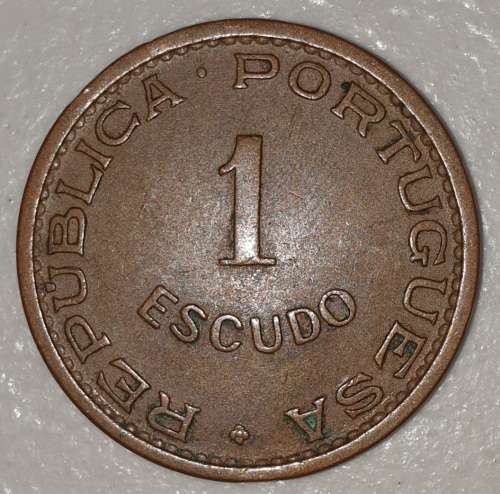 REPÚBLICA · PORTUGUESA
1
ESCUDO